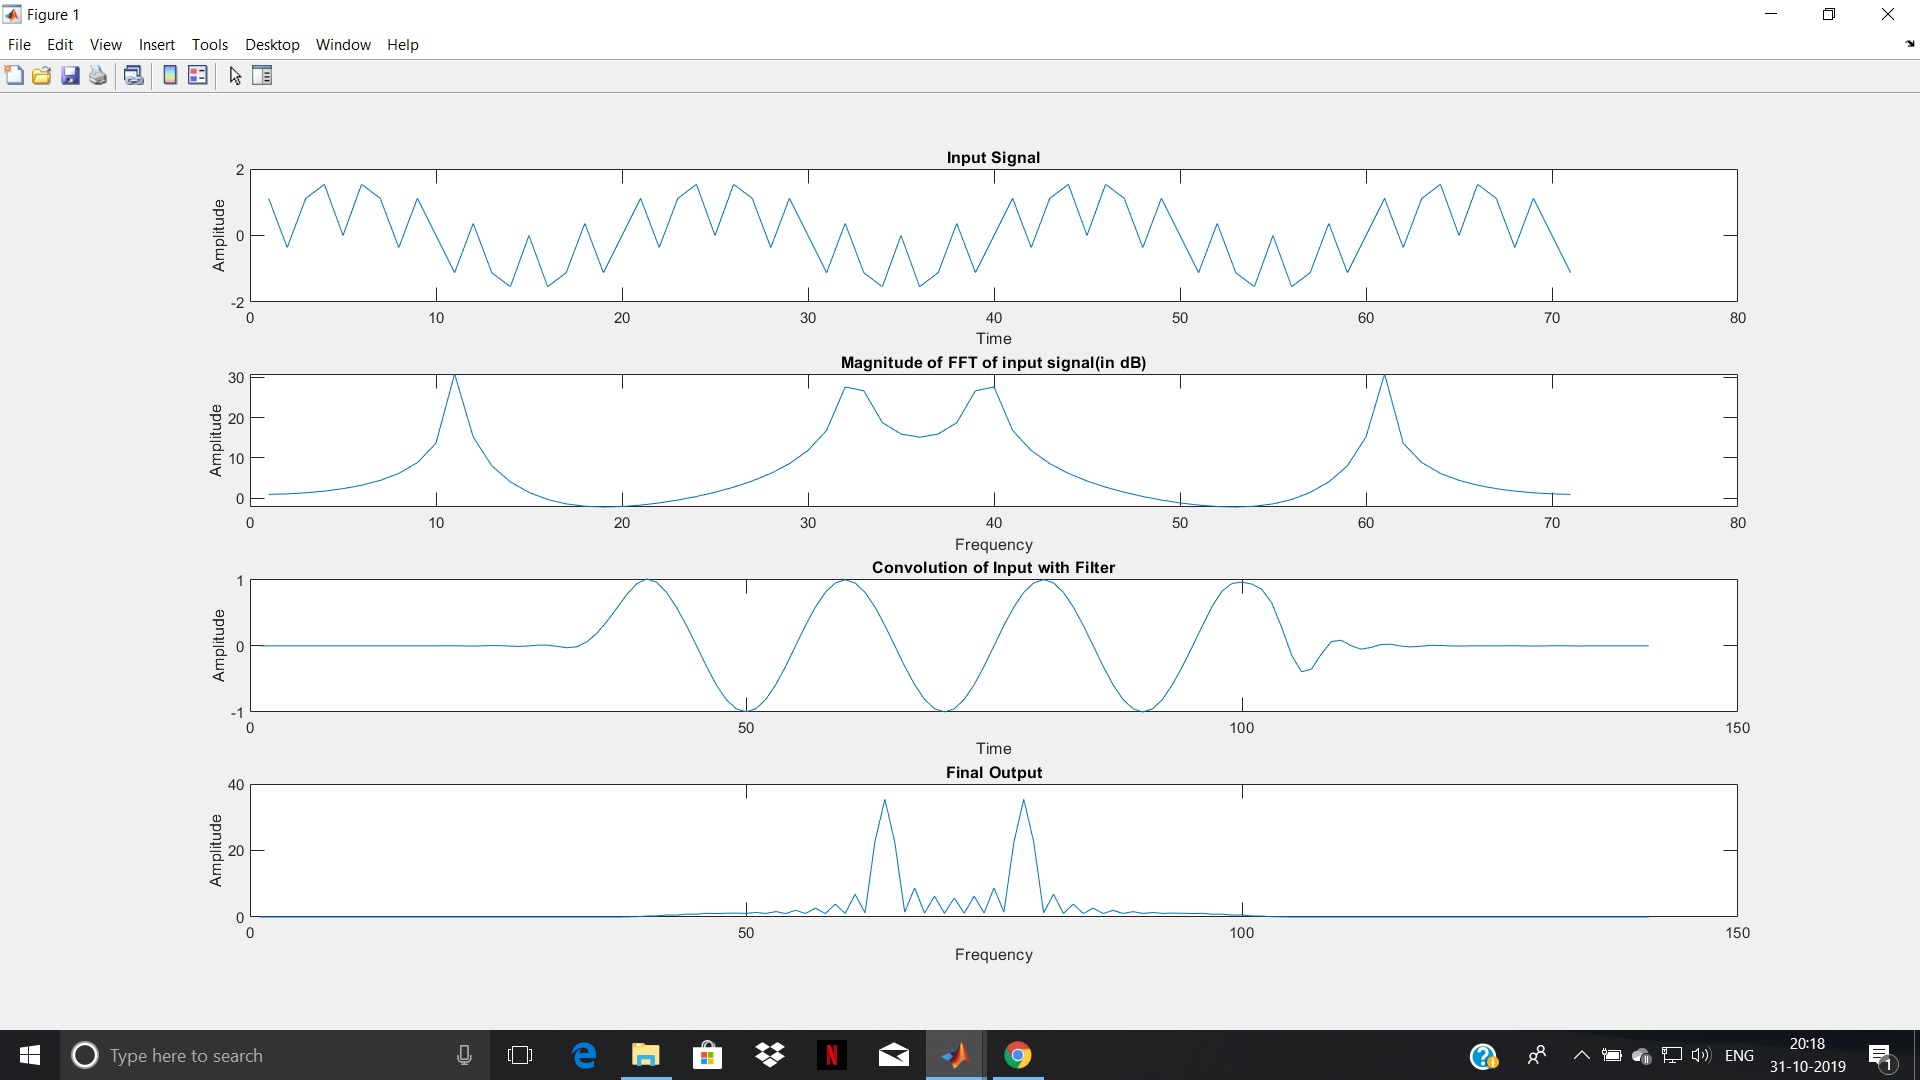 Figure 1
File Edit View Insert Tools Desktop Window Help
Input Signal
Amplitude
2
0
-2
0 10 20 30 40 50 60 70 80
Time
Magnitude of FFT of input signal(in dB)
Amplitude
30
20
10
0
0 10 20 30 40 50 60 70 80
Frequency
Convolution of Input with Filter
Amplitude
1
0
-1
0 50 100 150
Time
Final Output
Amplitude
40
20
0
0 50 100 150
Frequency
Type here to search
N
ENG
20:18
31-10-2019
1